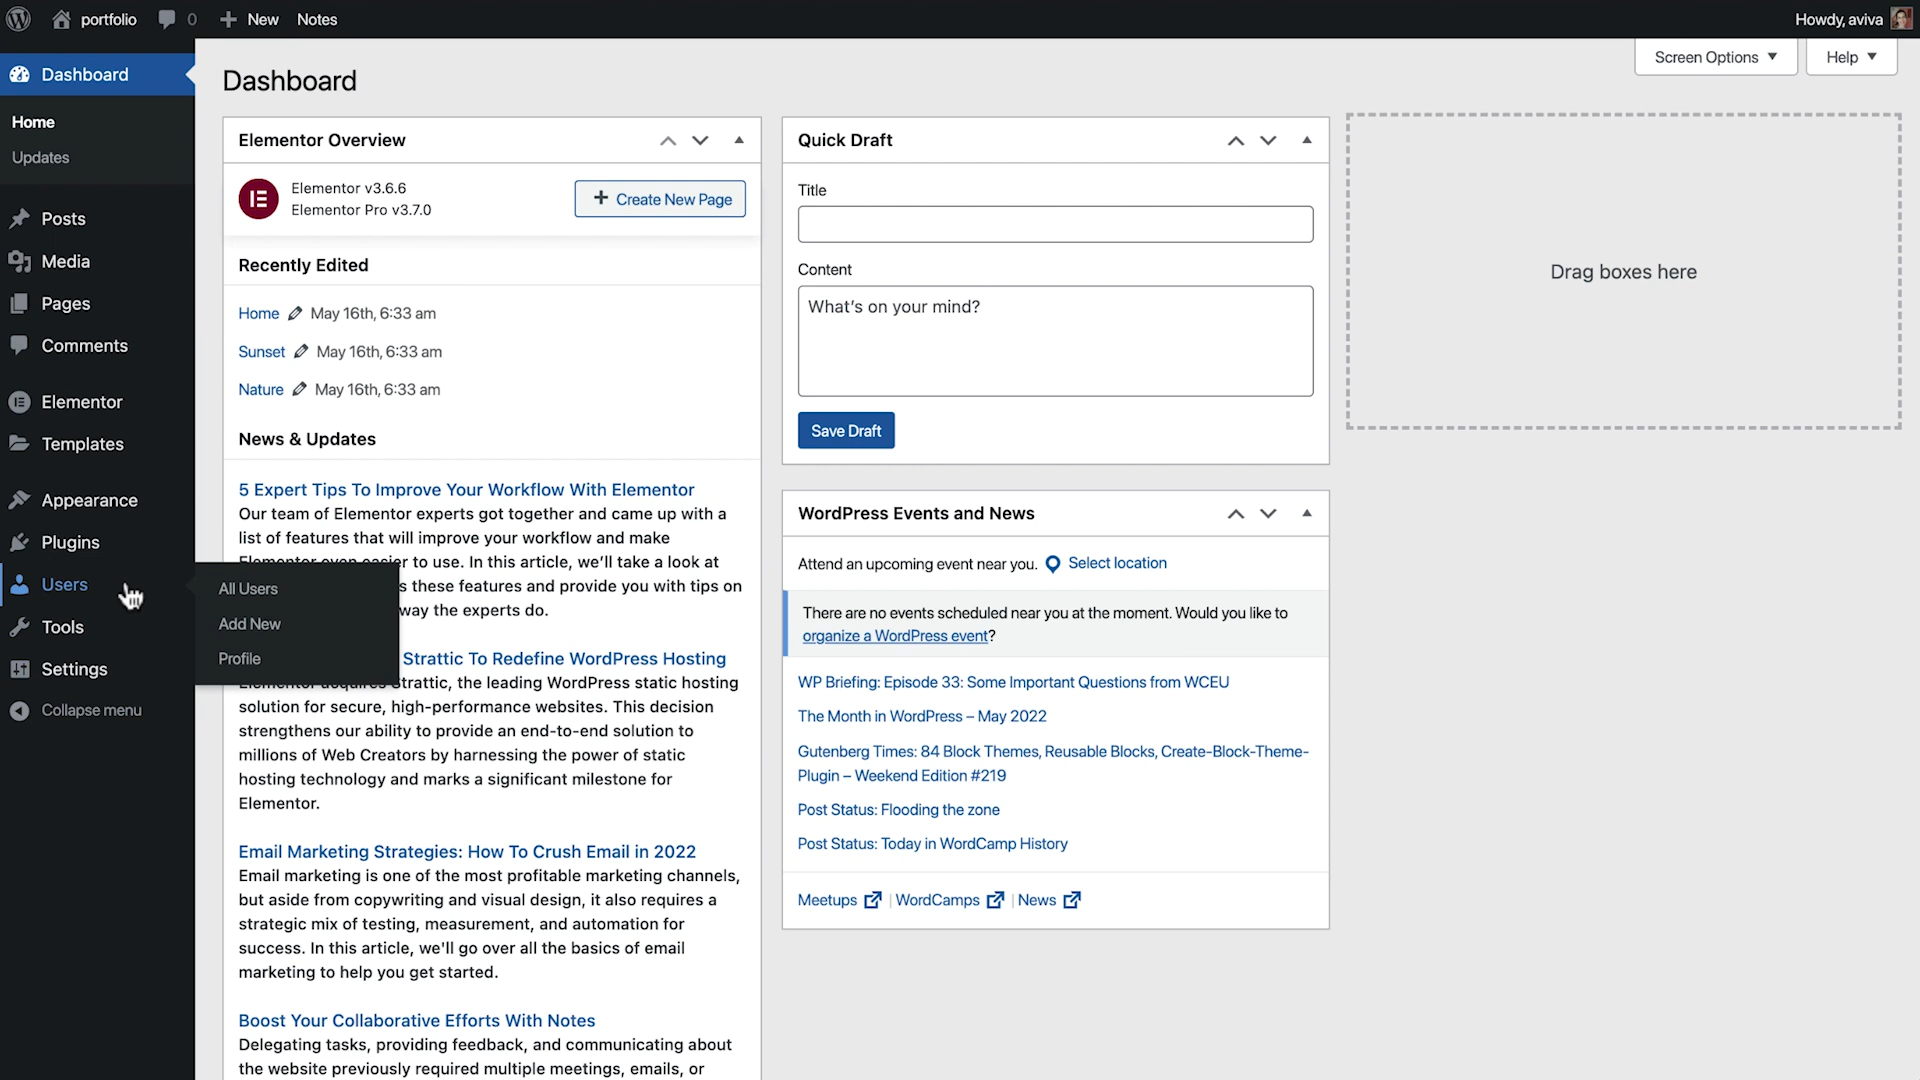 portfolio 0 New Notes Howdy, aviva
Dashboard
Home
Updates
Posts
Media
Pages
Comments
Elementor
Templates
Appearance
Plugins
Users
Tools
Settings
Collapse menu
All Users
Add New
Profile
Screen Options Help
Dashboard
Elementor Overview
Elementor v3.6.6
Elementor Pro v3.7.0
Create New Page
Recently Edited
Home May 16th, 6:33 am
Sunset May 16th, 6:33 am
Nature May 16th, 6:33 am
News & Updates
5 Expert Tips To Improve Your Workflow With Elementor
Our team of Elementor experts got together and came up with a
list of features that will improve your workflow and make
Elementor even easier to use. In this article, we'll take a look at
s these features and provide you with tips on
way the experts do.
Strattic To Redefine WordPress Hosting
Elementor acquires Strattic, the leading WordPress static hosting
solution for secure, high-performance websites. This decision
strengthens our ability to provide an end-to-end solution to
millions of Web Creators by harnessing the power of static
hosting technology and marks a significant milestone for
Elementor.
Email Marketing Strategies: How To Crush Email in 2022
Email marketing is one of the most profitable marketing channels,
but aside from copywriting and visual design, it also requires a
strategic mix of testing, measurement, and automation for
success. In this article, we'll go over all the basics of email
marketing to help you get started.
Boost Your Collaborative Efforts With Notes
Delegating tasks, providing feedback, and communicating about
the website previously required multiple meetings, emails, or
Quick Draft
Title
Content
What's on your mind?
Save Draft
WordPress Events and News
Attend an upcoming event near you. Select location
There are no events scheduled near you at the moment. Would you like to
organize a WordPress event?
WP Briefing: Episode 33: Some Important Questions from WCEU
The Month in WordPress – May 2022
Gutenberg Times: 84 Block Themes, Reusable Blocks, Create-Block-Theme-
Plugin – Weekend Edition #219
Post Status: Flooding the zone
Post Status: Today in WordCamp History
Meetups | WordCamps | News
Drag boxes here